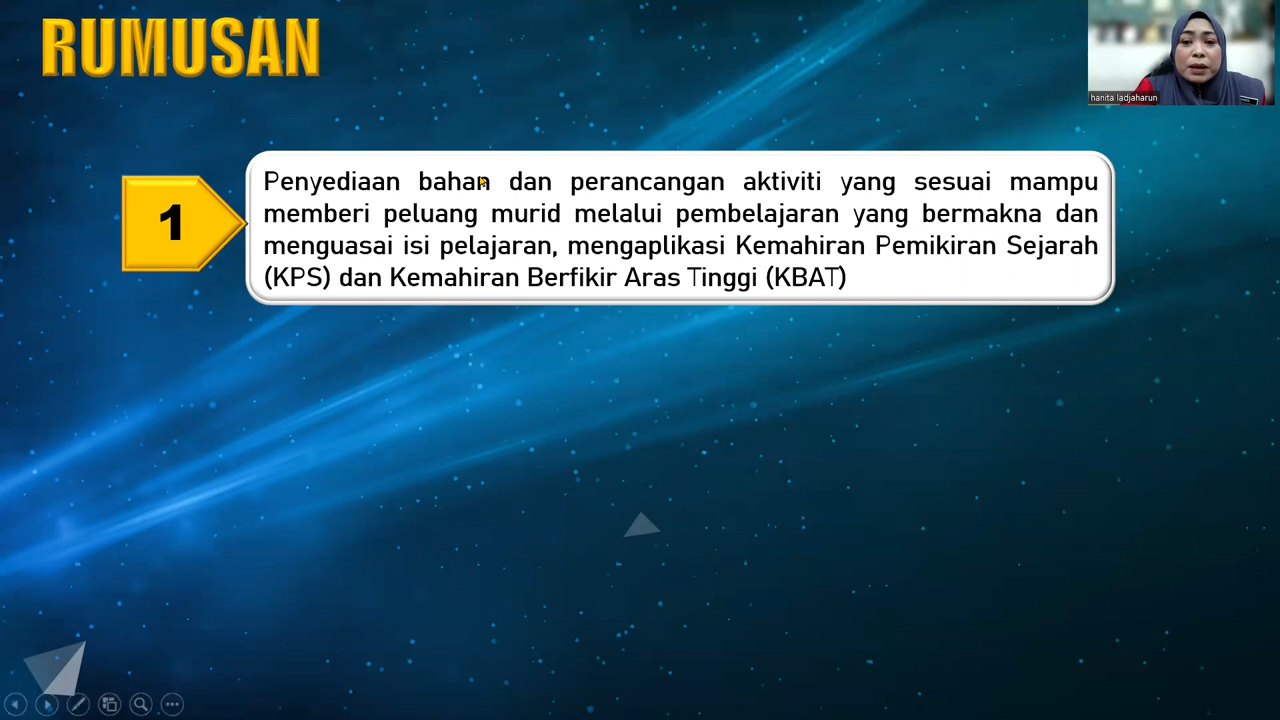 RUMUSAN
hanita ladjaharun
1
Penyediaan bahan dan perancangan aktiviti yang sesuai mampu
memberi peluang murid melalui pembelajaran yang bermakna dan
menguasai isi pelajaran, mengaplikasi Kemahiran Pemikiran Sejarah
(KPS) dan Kemahiran Berfikir Aras Tinggi (KBAT)